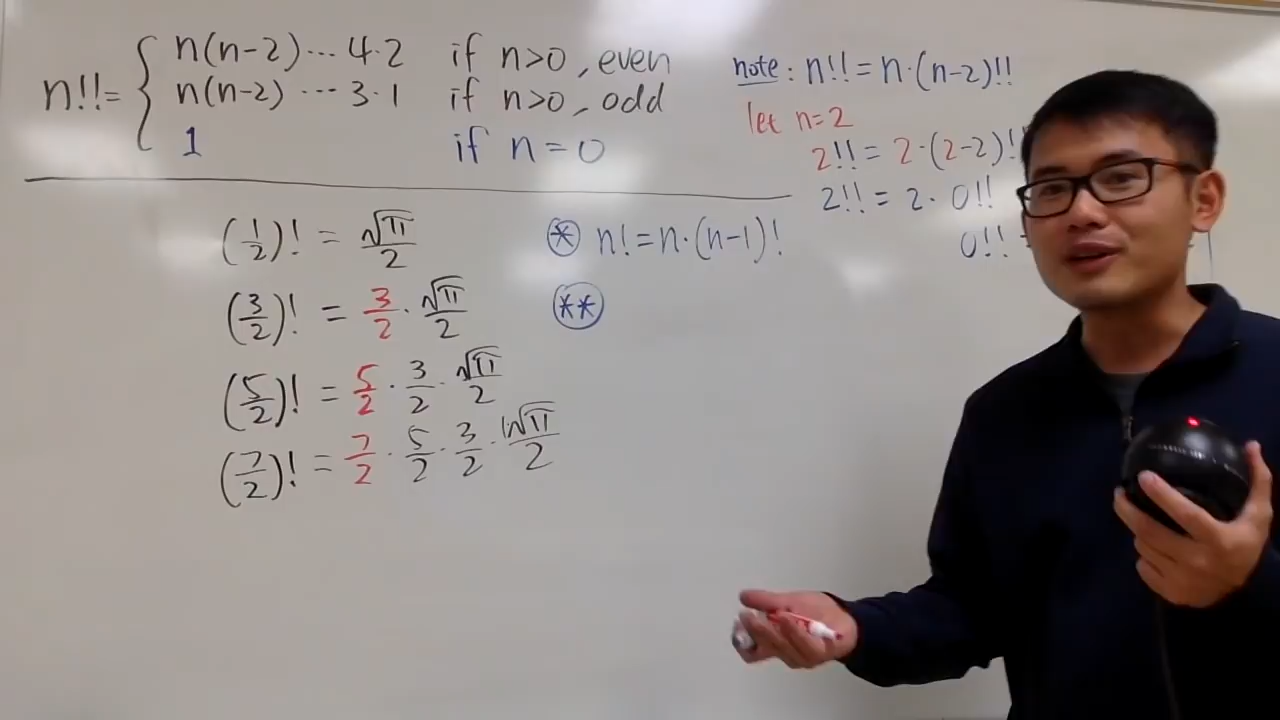 n!!= { n(n-2)⋯4·2 if n>0, even
n(n-2)⋯3·1 if n>0, odd
1 if n=0
note: n!!=n·(n-2)!!
let n=2
2!!=2·(2-2)!
2!!=2·0!!
0!!
(1/2)! = √π/2
⊛ n!=n·(n-1)!
(3/2)! = 3/2·√π/2
(**)
(5/2)! = 5/2·3/2·√π/2
(7/2)! = 7/2·5/2·3/2·1√π/2